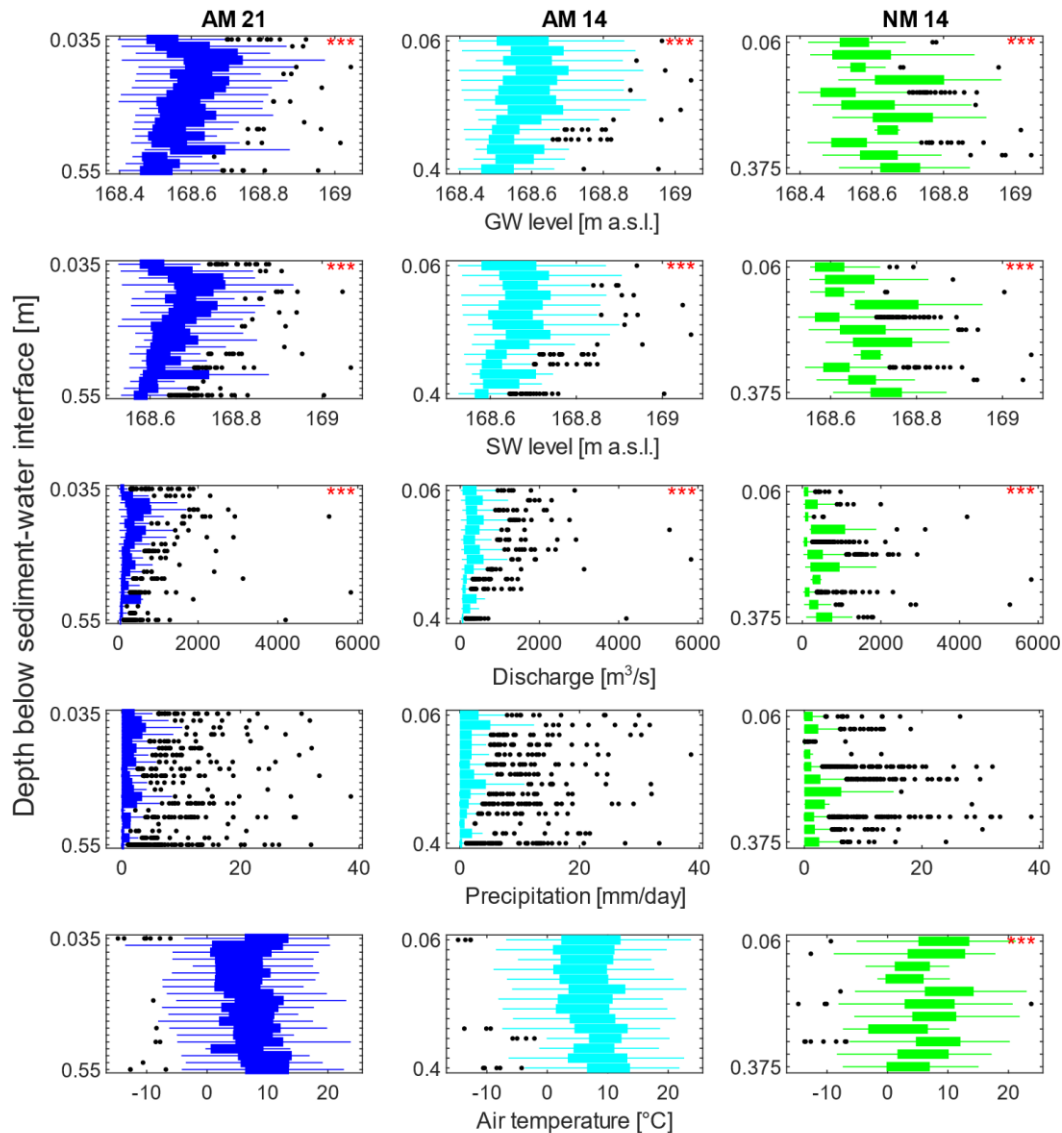 AM 21 AM 14 NM 14
Depth below sediment-water interface [m]
0.035 *** 0.06 *** 0.06 ***
0.55 0.4 0.375
168.4 168.6 168.8 169 168.4 168.6 168.8 169 168.4 168.6 168.8 169
GW level [m a.s.l.]
0.035 *** 0.06 *** 0.06 ***
0.55 0.4 0.375
168.6 168.8 169 168.6 168.8 169 168.6 168.8 169
SW level [m a.s.l.]
0.035 *** 0.06 *** 0.06 ***
0.55 0.4 0.375
0 2000 4000 6000 0 2000 4000 6000 0 2000 4000 6000
Discharge [m³/s]
0.035 0.06 0.06
0.55 0.4 0.375
0 20 40 0 20 40 0 20 40
Precipitation [mm/day]
0.035 0.06 0.06 ***
0.55 0.4 0.375
-10 0 10 20 -10 0 10 20 -10 0 10 20
Air temperature [°C]